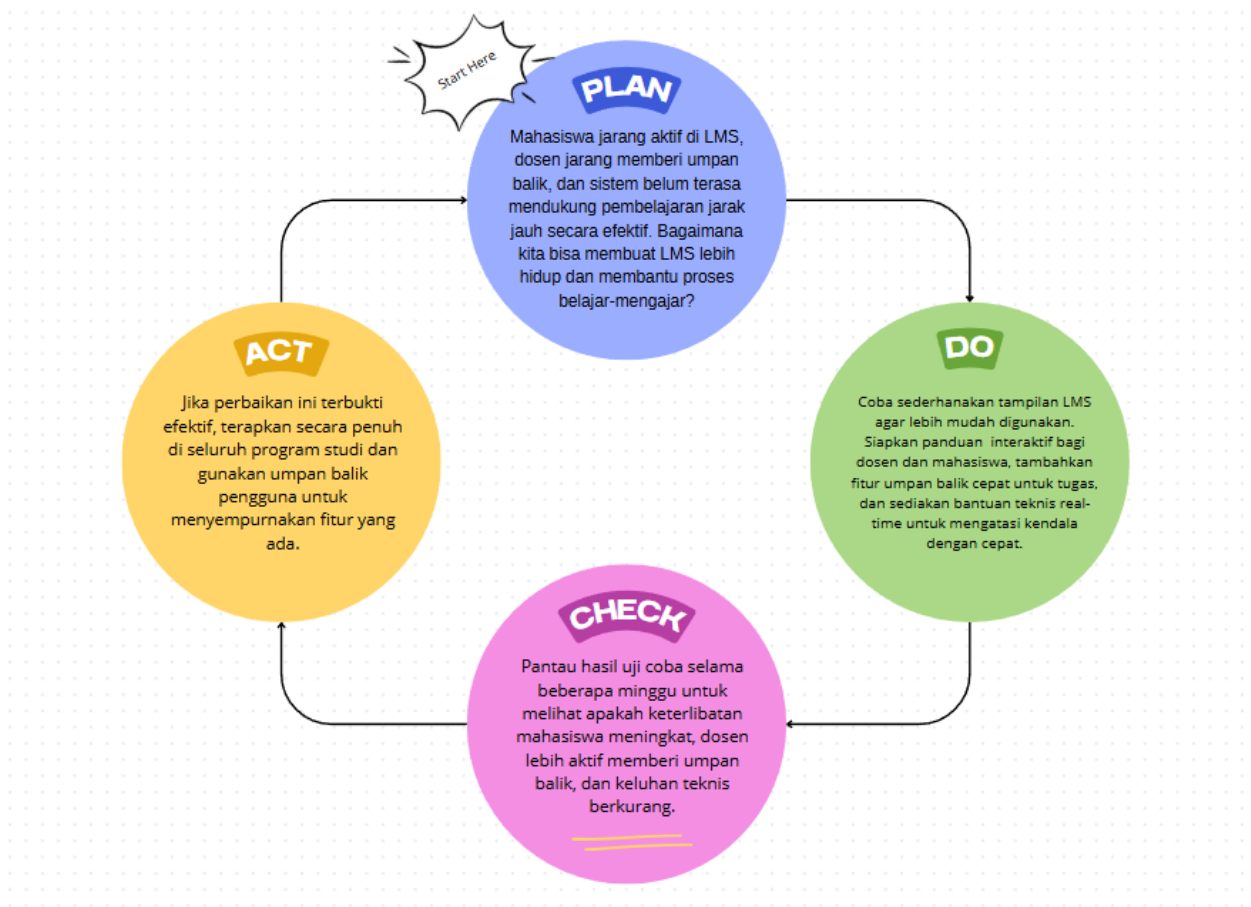 Start Here
PLAN
Mahasiswa jarang aktif di LMS,
dosen jarang memberi umpan
balik, dan sistem belum terasa
mendukung pembelajaran jarak
jauh secara efektif. Bagaimana
kita bisa membuat LMS lebih
hidup dan membantu proses
belajar-mengajar?
DO
Coba sederhanakan tampilan LMS
agar lebih mudah digunakan.
Siapkan panduan  interaktif bagi
dosen dan mahasiswa, tambahkan
fitur umpan balik cepat untuk tugas,
dan sediakan bantuan teknis real-
time untuk mengatasi kendala
dengan cepat.
CHECK
Pantau hasil uji coba selama
beberapa minggu untuk
melihat apakah keterlibatan
mahasiswa meningkat, dosen
lebih aktif memberi umpan
balik, dan keluhan teknis
berkurang.
ACT
Jika perbaikan ini terbukti
efektif, terapkan secara penuh
di seluruh program studi dan
gunakan umpan balik
pengguna untuk
menyempurnakan fitur yang
ada.